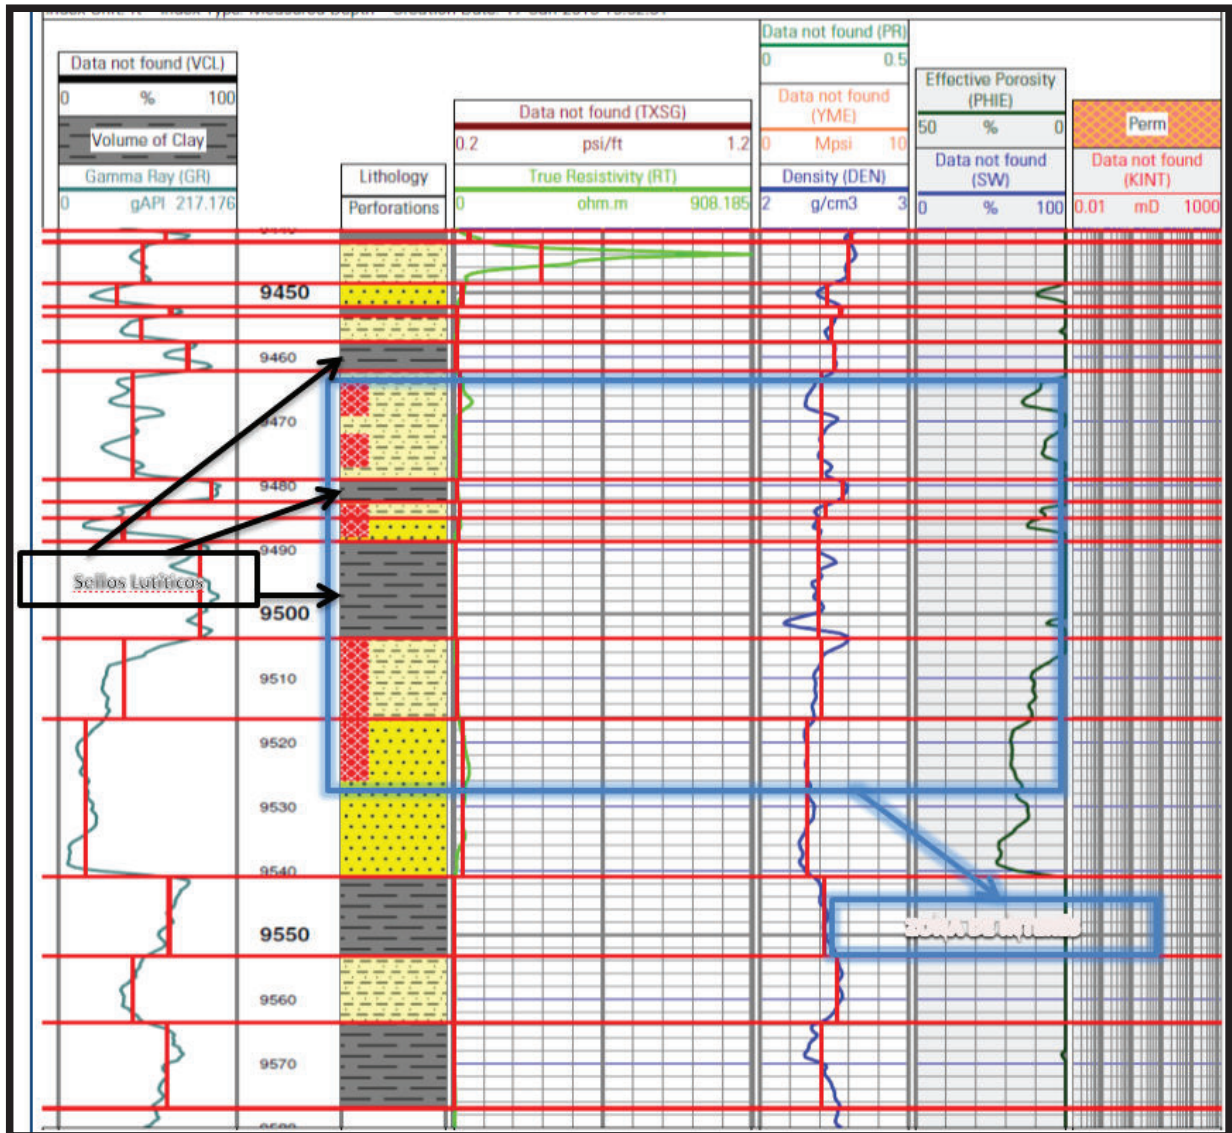 Data not found (VCL)
0 % 100
Volume of Clay
Gamma Ray (GR)
0 gAPI 217.176
Lithology
Perforations
Data not found (TXSG)
0.2 psi/ft 1.2
True Resistivity (RT)
0 ohm.m 908.185
Data not found (PR)
0 0.5
Data not found
(YME)
0 Mpsi 10
Density (DEN)
2 g/cm3 3
Effective Porosity
(PHIE)
50 % 0
Data not found
(SW)
0 % 100
Perm
Data not found
(KINT)
0.01 mD 1000
9450
9460
9470
9480
9490
Sellos Lutíticos
9500
9510
9520
9530
9540
ZONA DE INTERES
9550
9560
9570